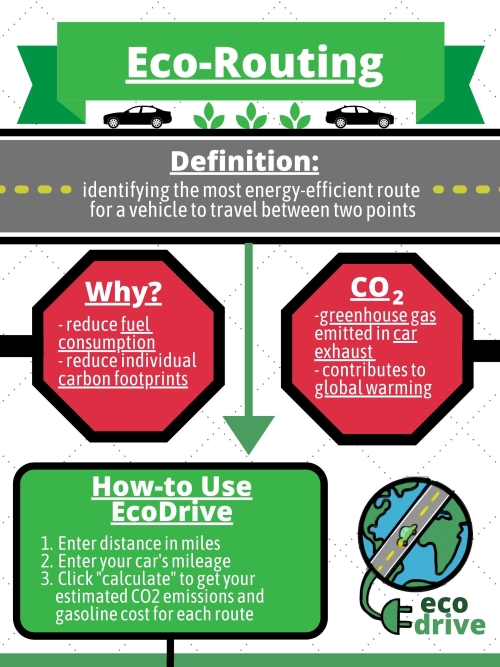 Eco-Routing
Definition:
identifying the most energy-efficient route
for a vehicle to travel between two points
Why?
- reduce fuel
consumption
- reduce individual
carbon footprints
CO2
-greenhouse gas
emitted in car
exhaust
- contributes to
global warming
How-to Use
EcoDrive
1. Enter distance in miles
2. Enter your car's mileage
3. Click "calculate" to get your
estimated CO2 emissions and
gasoline cost for each route
eco
drive